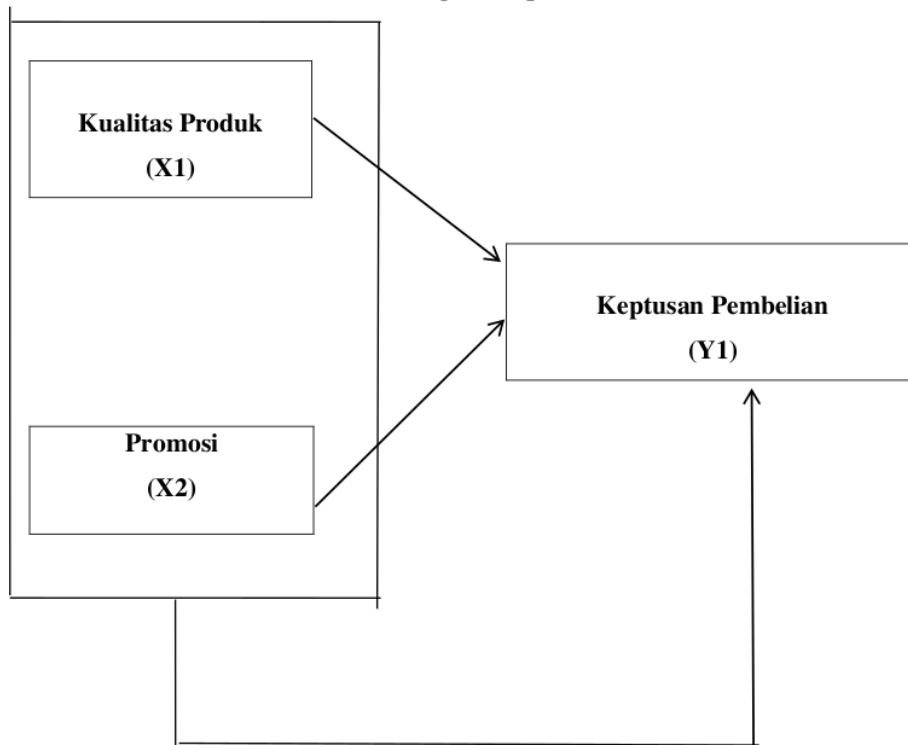 Kualitas Produk
(X1)
Keptusan Pembelian
(Y1)
Promosi
(X2)